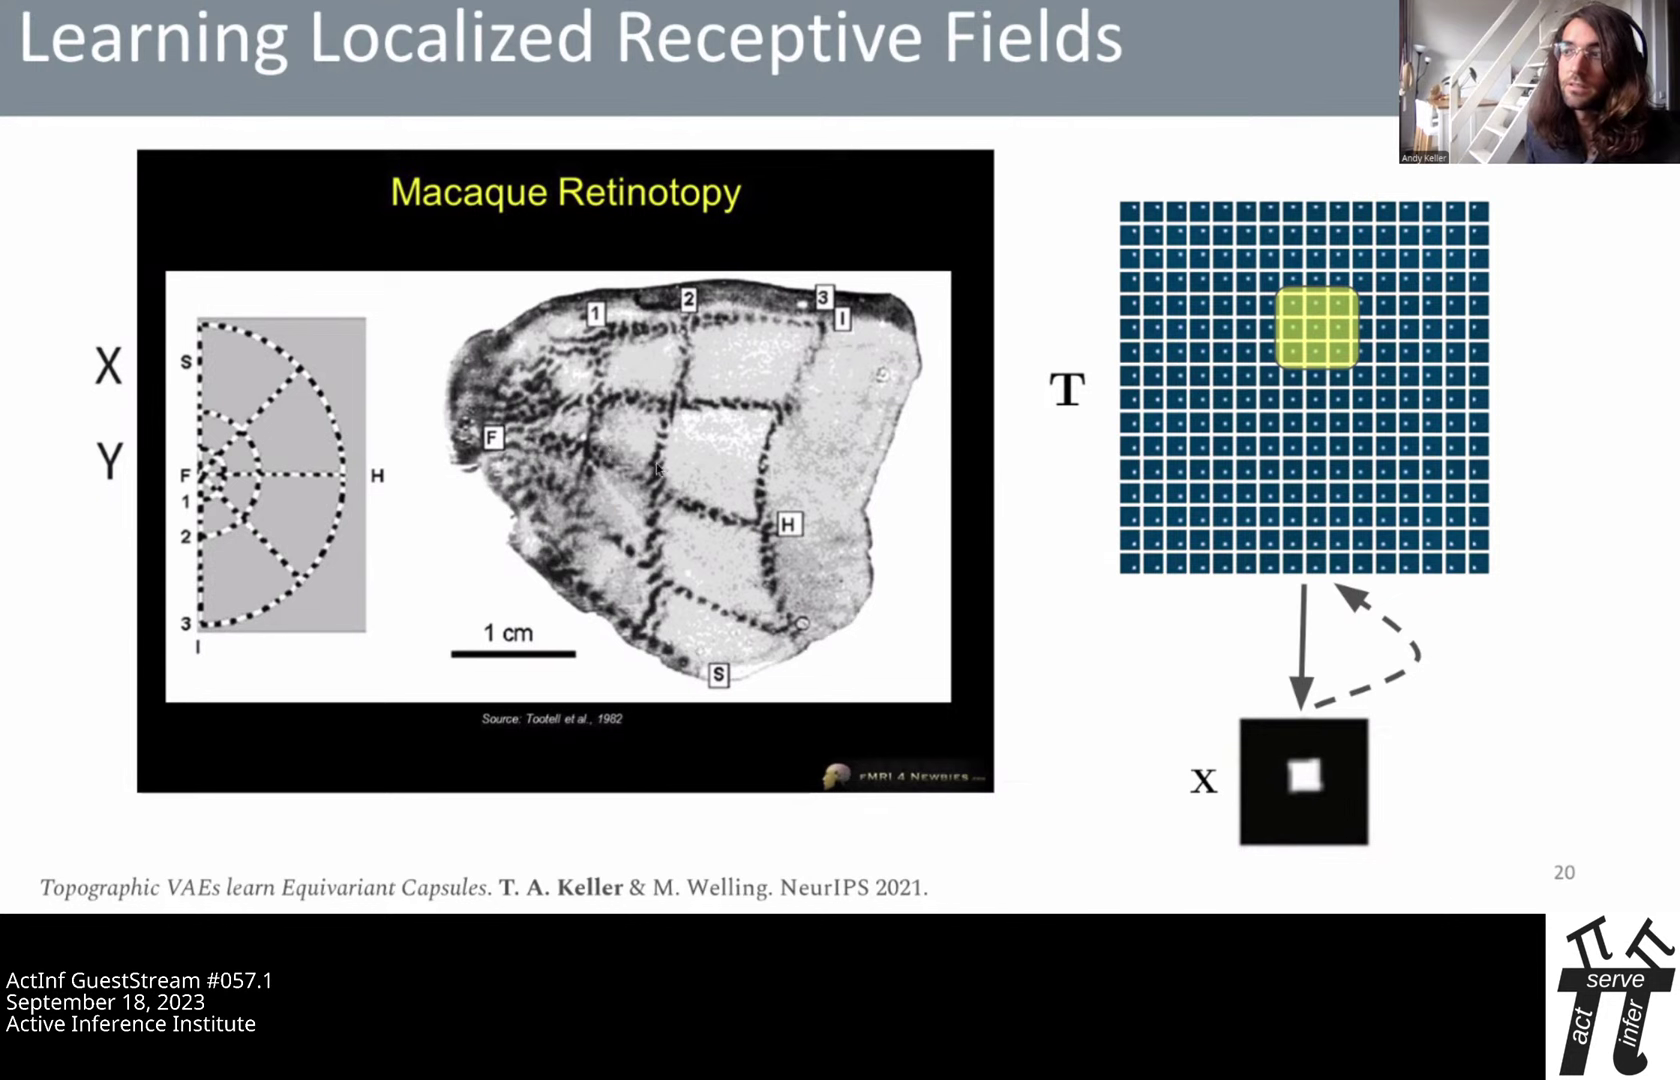 Learning Localized Receptive Fields
Andy Keller
Macaque Retinotopy
X
Y
S
F
1
2
3
I
H
1
2
3
I
F
H
S
1 cm
Source: Tootell et al., 1982
fMRI 4 Newbies .com
T
x
Topographic VAEs learn Equivariant Capsules. T. A. Keller & M. Welling. NeurIPS 2021.
20
ActInf GuestStream #057.1
September 18, 2023
Active Inference Institute
π π
serve
act
infer